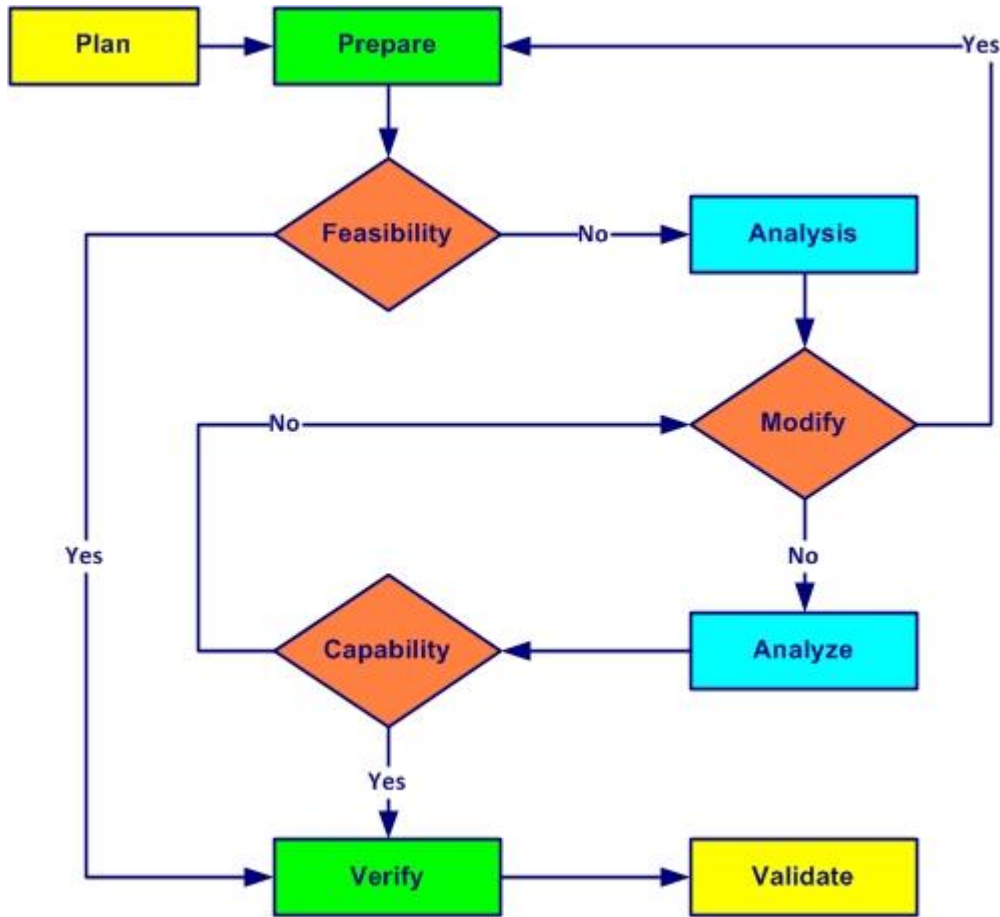 Plan
Prepare
Yes
Feasibility
No
Analysis
No
Modify
Yes
No
Capability
Analyze
Yes
Verify
Validate